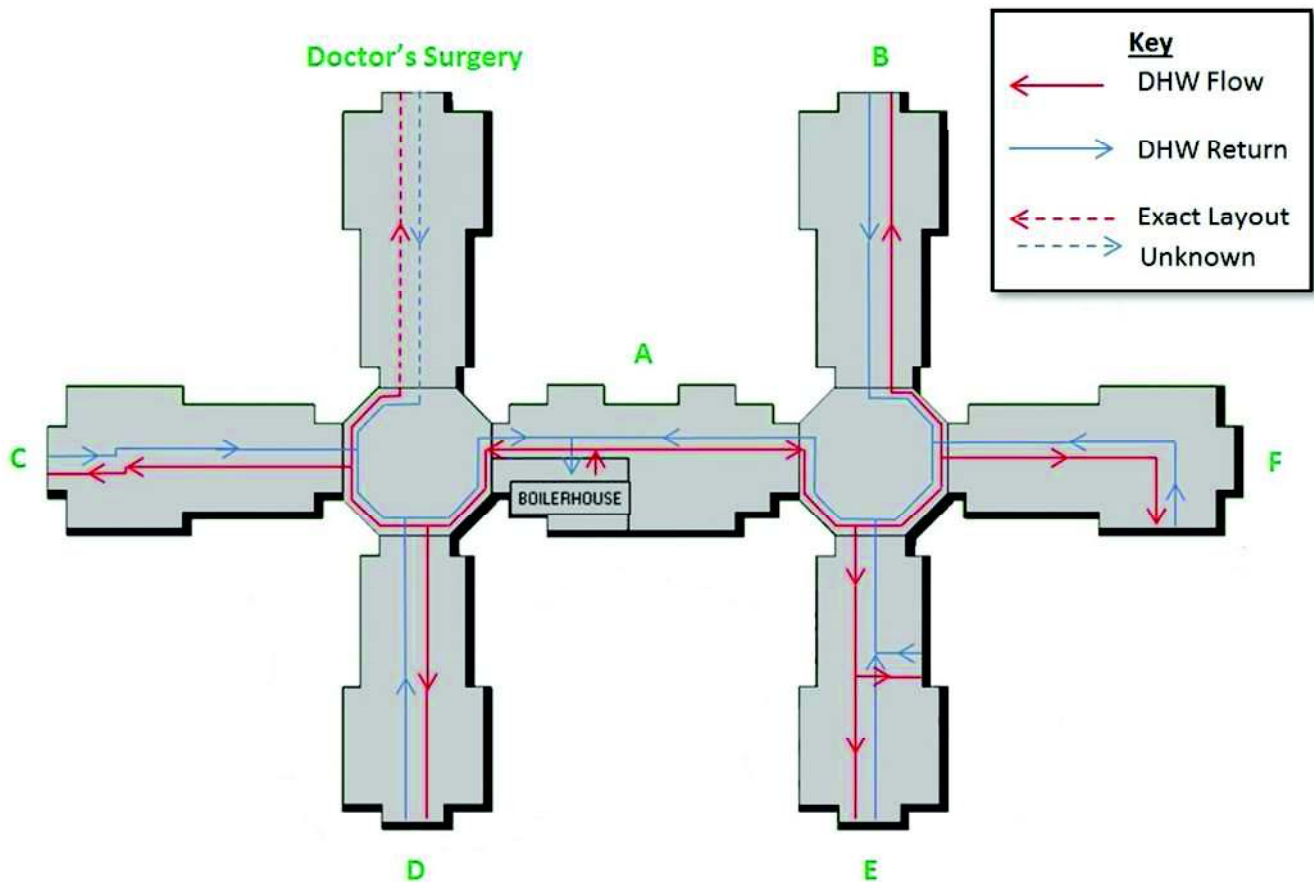 Doctor's Surgery
B
Key
DHW Flow
DHW Return
Exact Layout
Unknown
A
C
F
BOILERHOUSE
D
E